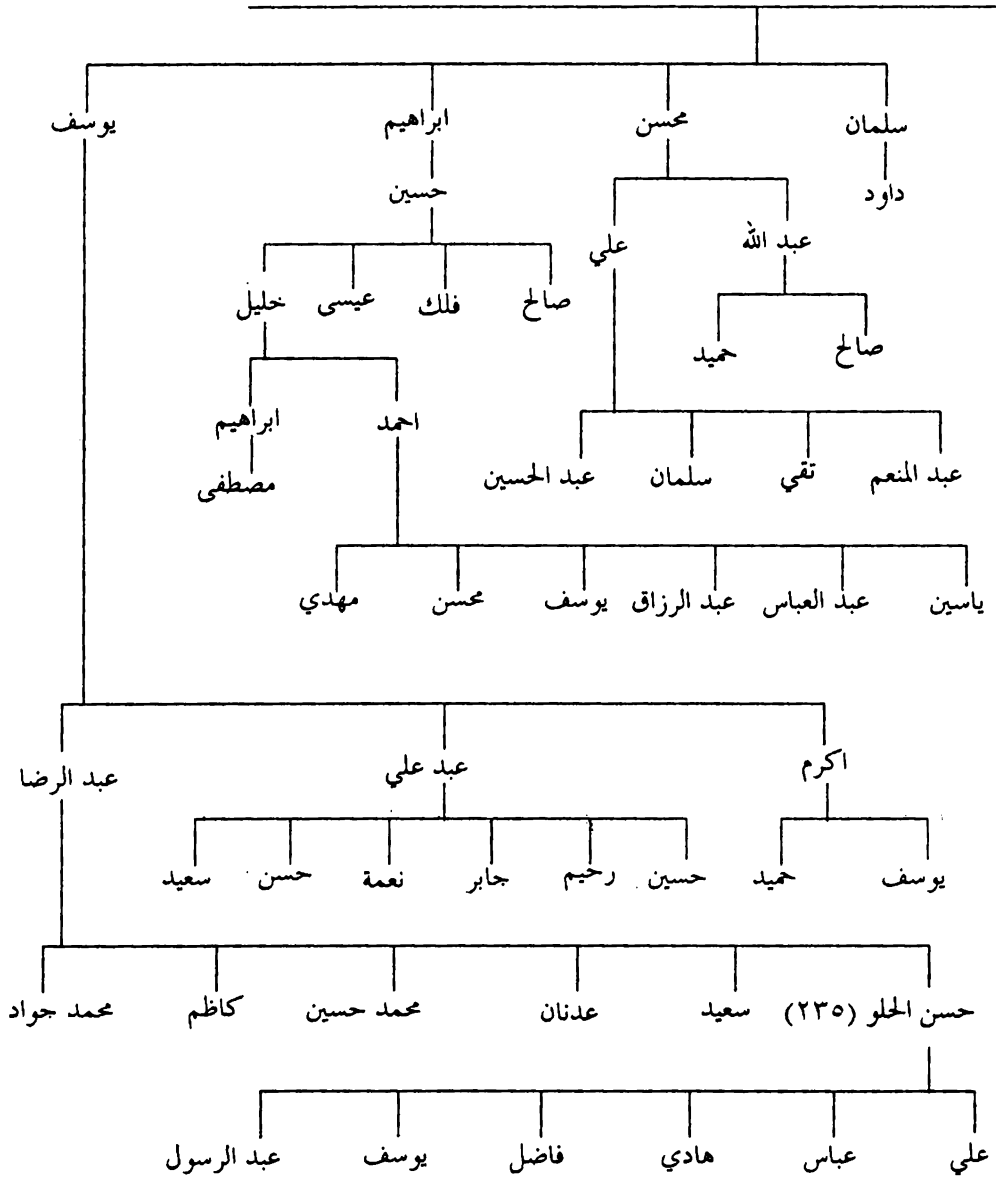 سلمان محسن ابراهيم يوسف
داود حسين
عبد الله علي
صالح فلك عيسى خليل
صالح حميد
احمد ابراهيم
عبد المنعم تقي سلمان عبد الحسين مصطفى
ياسين عبد العباس عبد الرزاق يوسف محسن مهدي
اكرم عبد علي عبد الرضا
يوسف حميد حسين رحيم جابر نعمة حسن سعيد
حسن الحلو (٢٣٥) سعيد عدنان محمد حسين كاظم محمد جواد
علي عباس هادي فاضل يوسف عبد الرسول